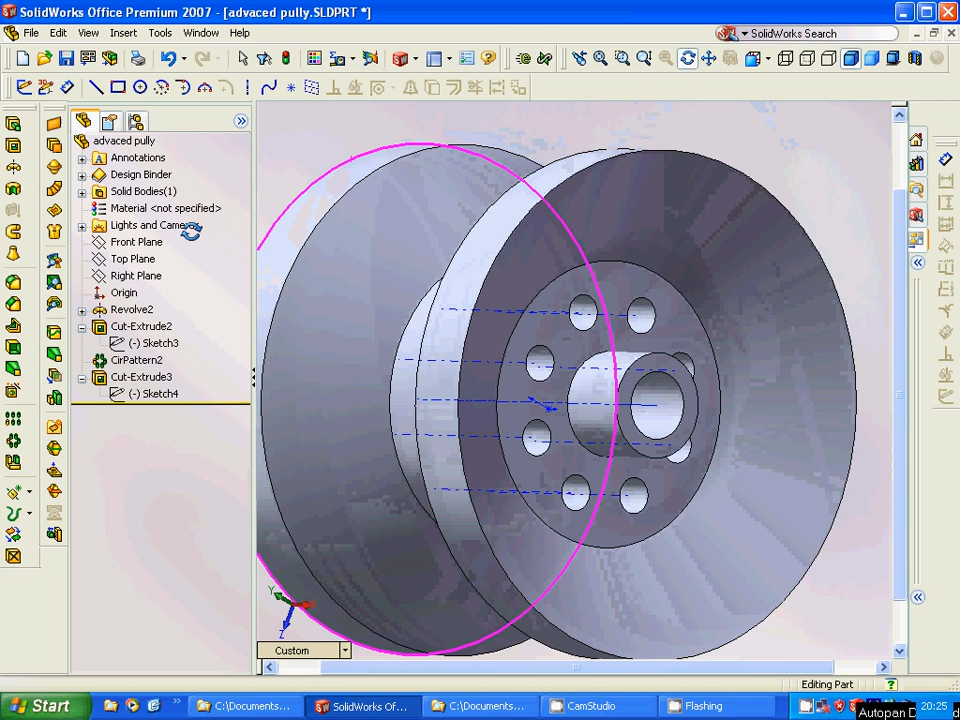 SolidWorks Office Premium 2007 - [advaced pully.SLDPRT *]
File Edit View Insert Tools Window Help
SolidWorks Search
advaced pully
Annotations
Design Binder
Solid Bodies(1)
Material <not specified>
Lights and Camera
Front Plane
Top Plane
Right Plane
Origin
Revolve2
Cut-Extrude2
(-) Sketch3
CirPattern2
Cut-Extrude3
(-) Sketch4
Y
Z
Custom
Editing Part
Start
C:\Documents...
SolidWorks Of...
C:\Documents...
CamStudio
Flashing
20:25
Autopan D